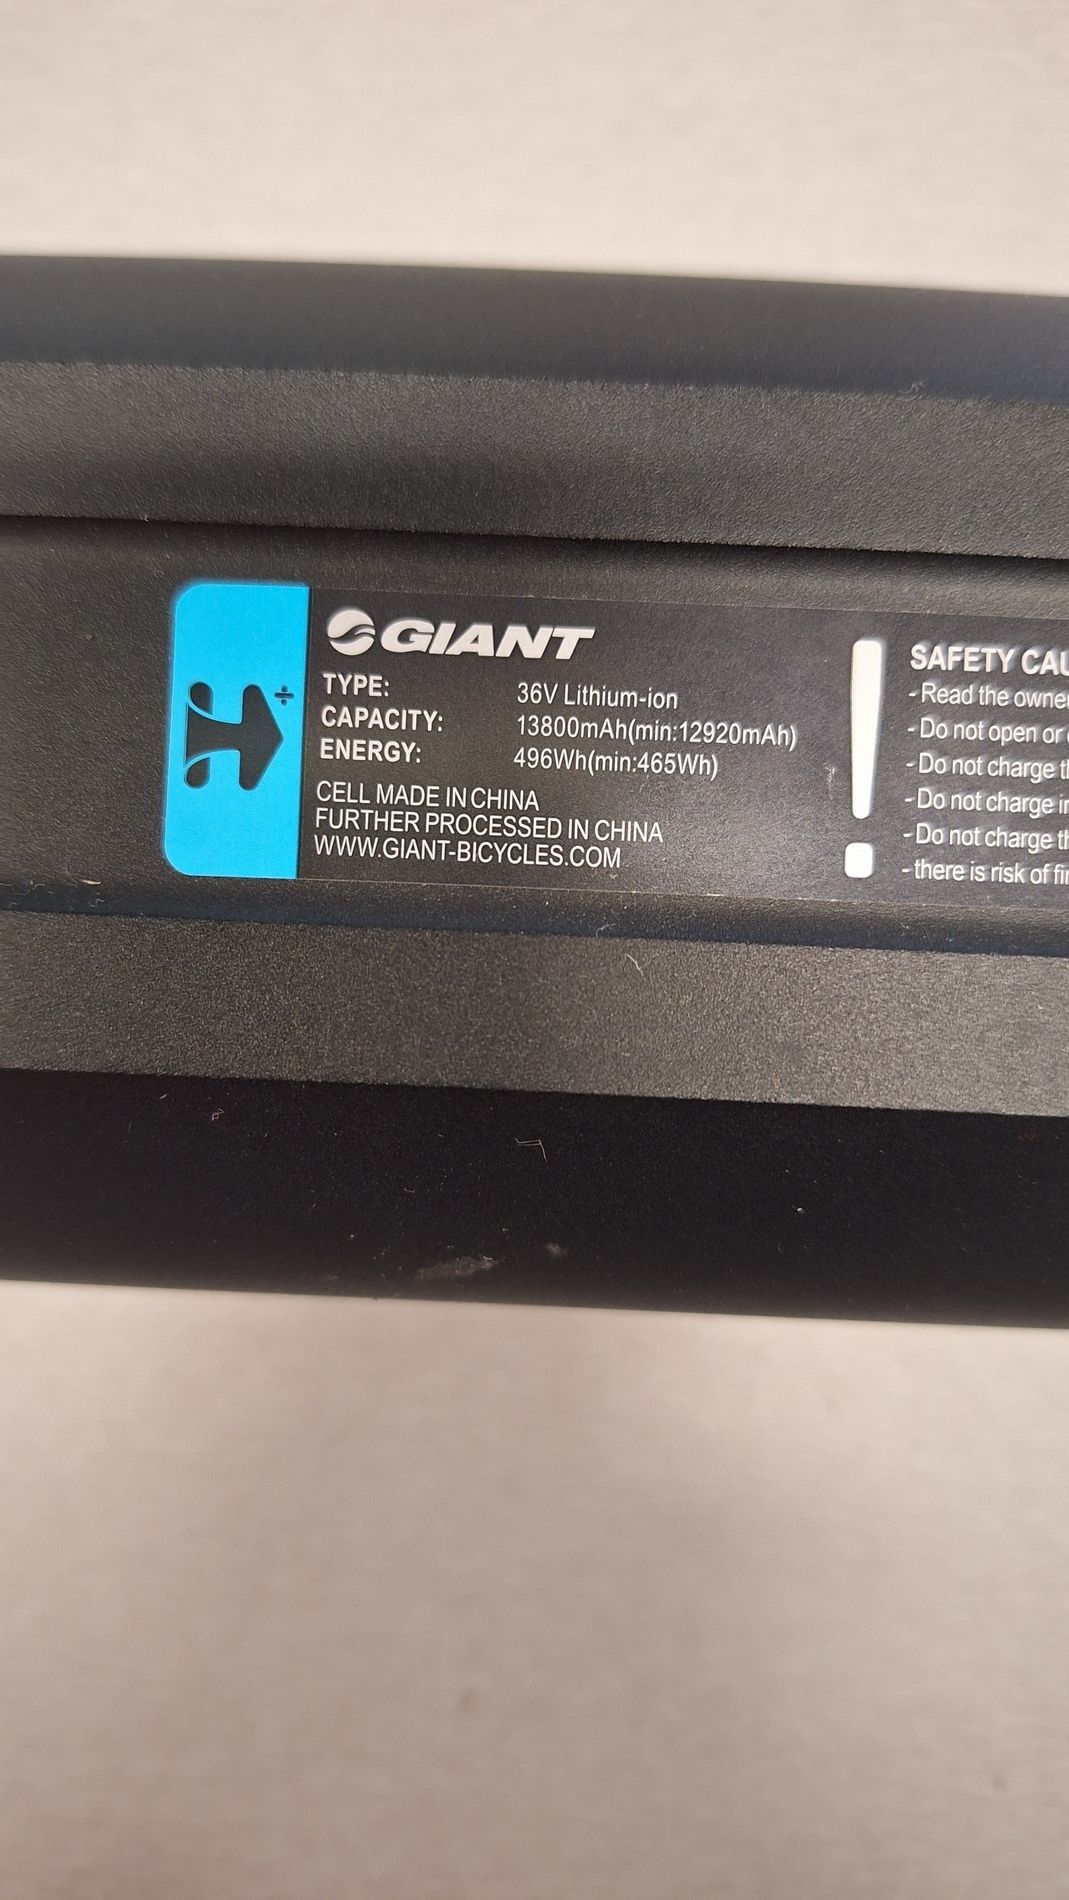 GIANT
TYPE: 36V Lithium-ion
CAPACITY: 13800mAh(min:12920mAh)
ENERGY: 496Wh(min:465Wh)
CELL MADE IN CHINA
FURTHER PROCESSED IN CHINA
WWW.GIANT-BICYCLES.COM
SAFETY
- Read the
- Do not open or
- Do not charge
- Do not charge
- Do not charge
- there is risk of